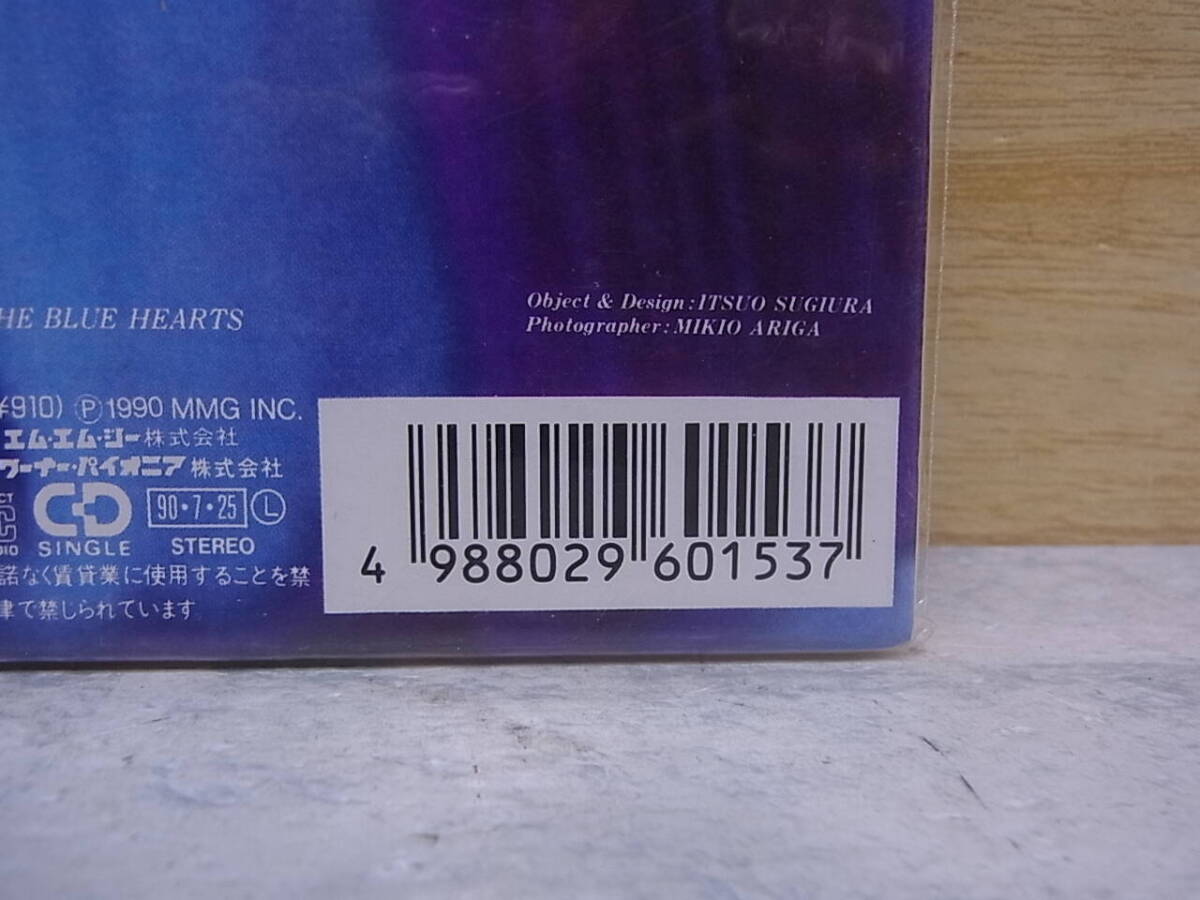 HE BLUE HEARTS
Object & Design : ITSUO SUGIURA
Photographer : MIKIO ARIGA
¥910) Ⓟ 1990 MMG INC.
エム・エム・ジー株式会社
ワーナー・パイオニア株式会社
CD
SINGLE
90・7・25 Ⓛ
STEREO
諾なく賃貸業に使用することを禁
律で禁じられています
4 988029 601537